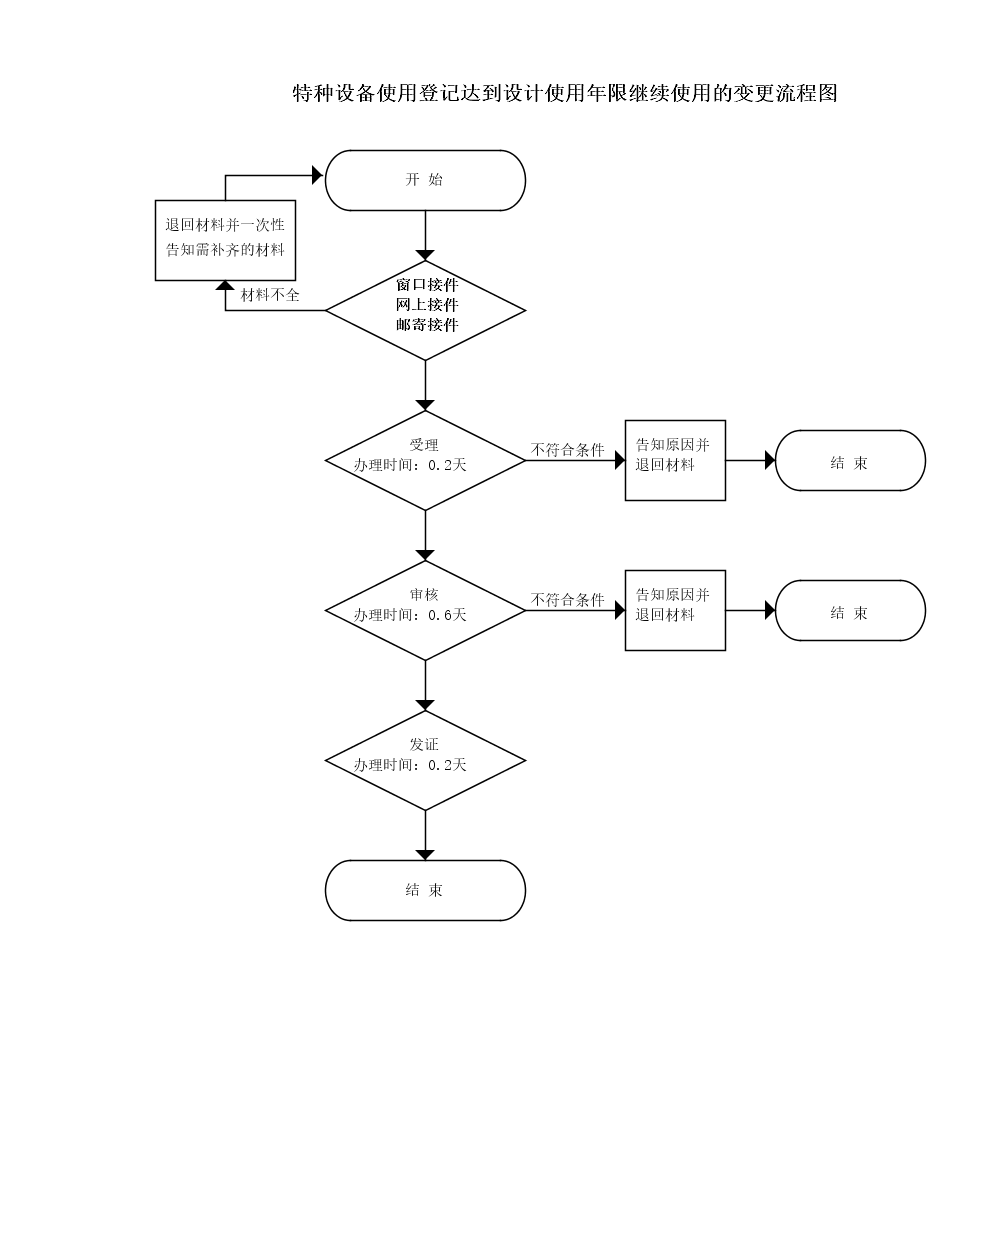 特种设备使用登记达到设计使用年限继续使用的变更流程图
开 始
退回材料并一次性
告知需补齐的材料
材料不全
窗口接件
网上接件
邮寄接件
受理
办理时间：0.2天
不符合条件
告知原因并
退回材料
结 束
审核
办理时间：0.6天
不符合条件
告知原因并
退回材料
结 束
发证
办理时间：0.2天
结 束